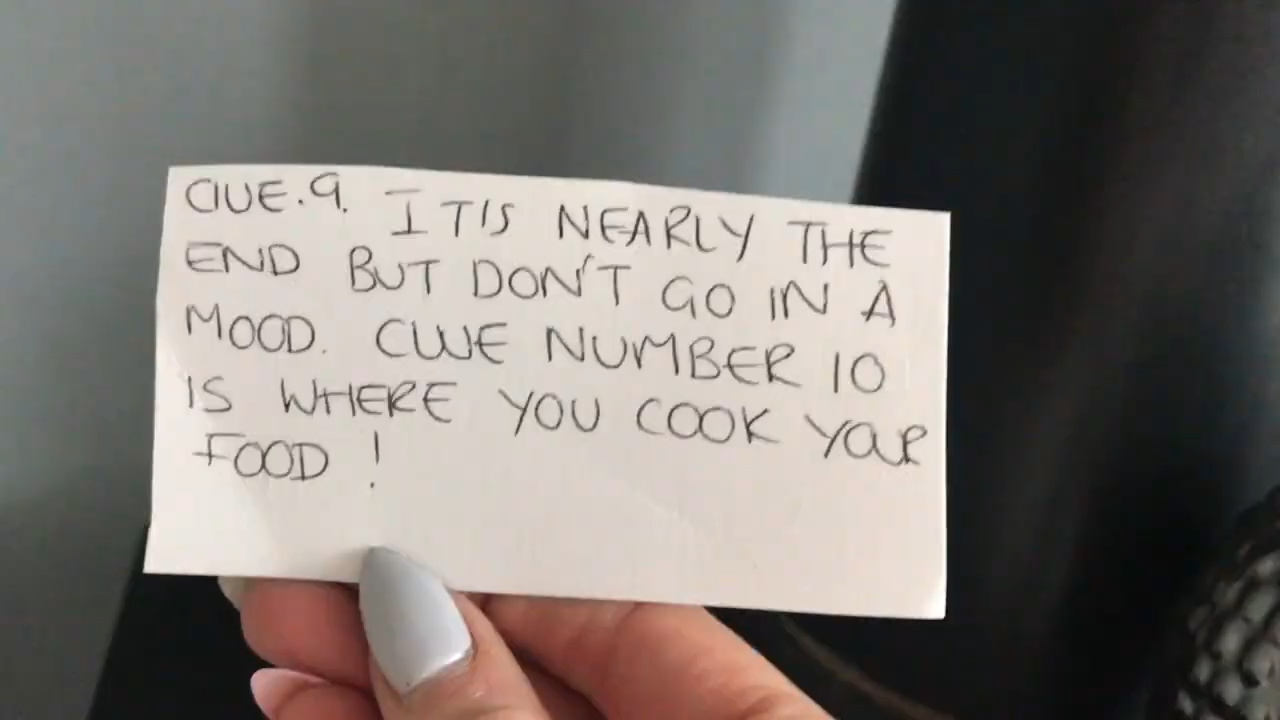 CLUE.9. IT IS NEARLY THE
END BUT DON'T GO IN A
MOOD. CLUE NUMBER 10
IS WHERE YOU COOK YOUR
FOOD !